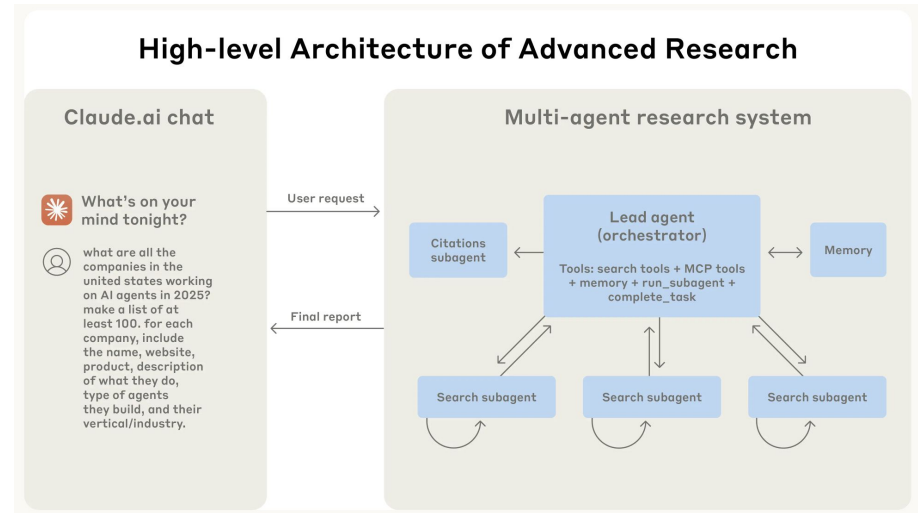 High-level Architecture of Advanced Research
Claude.ai chat
What's on your
mind tonight?
what are all the
companies in the
united states working
on AI agents in 2025?
make a list of at
least 100. for each
company, include
the name, website,
product, description
of what they do,
type of agents
they build, and their
vertical/industry.
User request
Final report
Multi-agent research system
Citations
subagent
Lead agent
(orchestrator)
Tools: search tools + MCP tools
+ memory + run_subagent +
complete_task
Memory
Search subagent
Search subagent
Search subagent